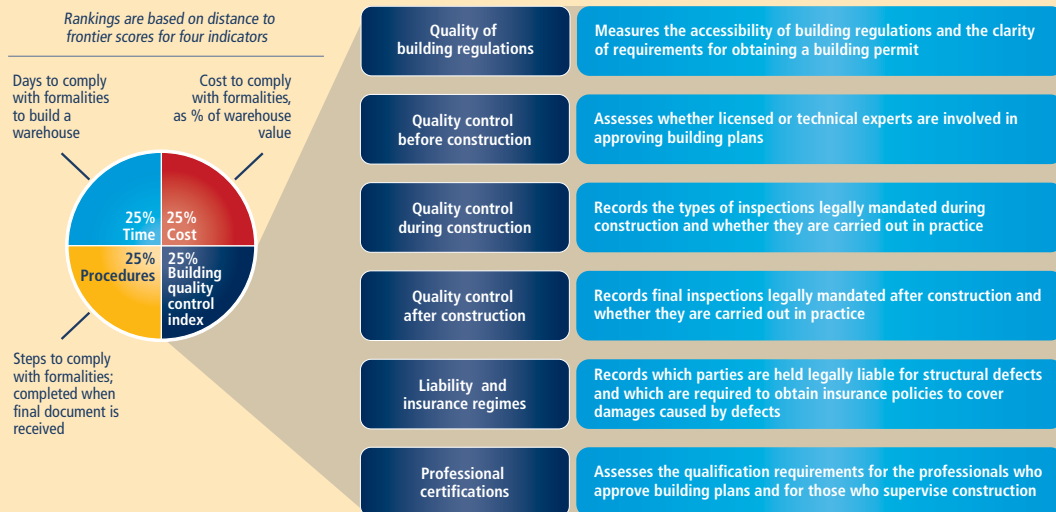 Rankings are based on distance to
frontier scores for four indicators
Days to comply
with formalities
to build a
warehouse
Cost to comply
with formalities,
as % of warehouse
value
25%
Time
25%
Cost
25%
Procedures
25%
Building
quality
control
index
Steps to comply
with formalities;
completed when
final document is
received
Quality of
building regulations
Measures the accessibility of building regulations and the clarity
of requirements for obtaining a building permit
Quality control
before construction
Assesses whether licensed or technical experts are involved in
approving building plans
Quality control
during construction
Records the types of inspections legally mandated during
construction and whether they are carried out in practice
Quality control
after construction
Records final inspections legally mandated after construction and
whether they are carried out in practice
Liability and
insurance regimes
Records which parties are held legally liable for structural defects
and which are required to obtain insurance policies to cover
damages caused by defects
Professional
certifications
Assesses the qualification requirements for the professionals who
approve building plans and for those who supervise construction